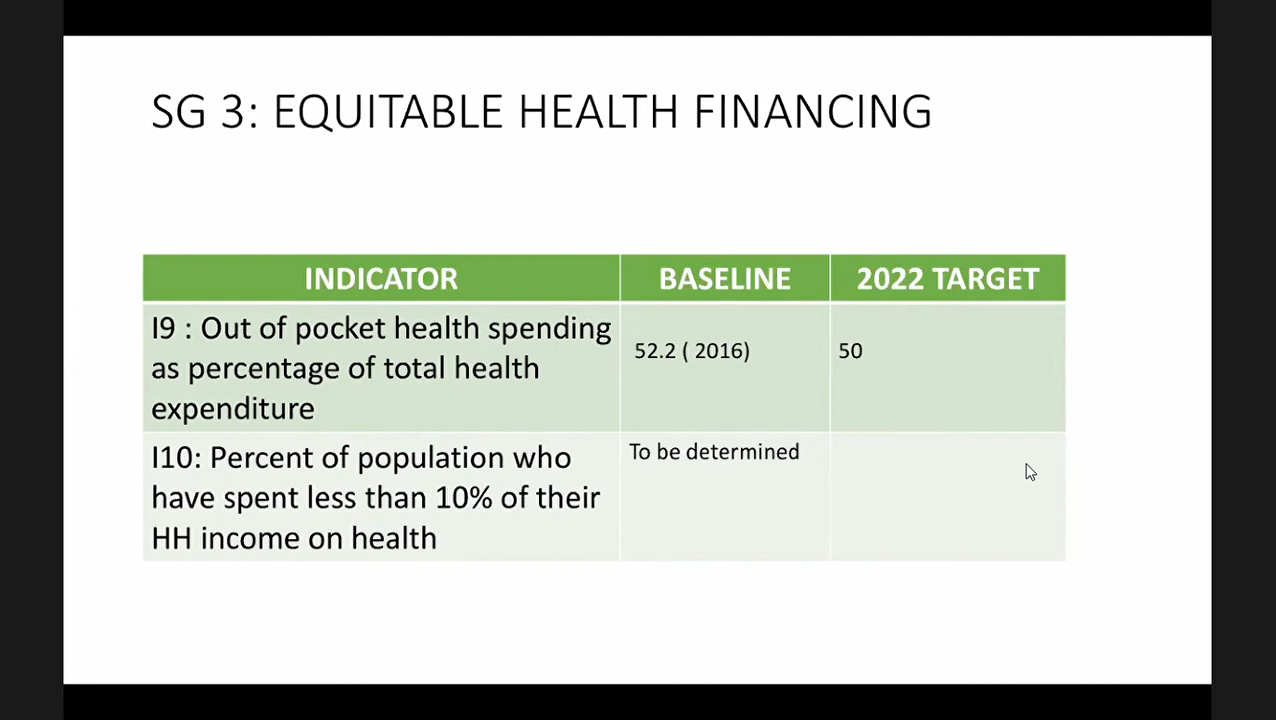 SG 3: EQUITABLE HEALTH FINANCING
INDICATOR
BASELINE
2022 TARGET
I9 : Out of pocket health spending
as percentage of total health
expenditure
52.2 ( 2016)
50
I10: Percent of population who
have spent less than 10% of their
HH income on health
To be determined